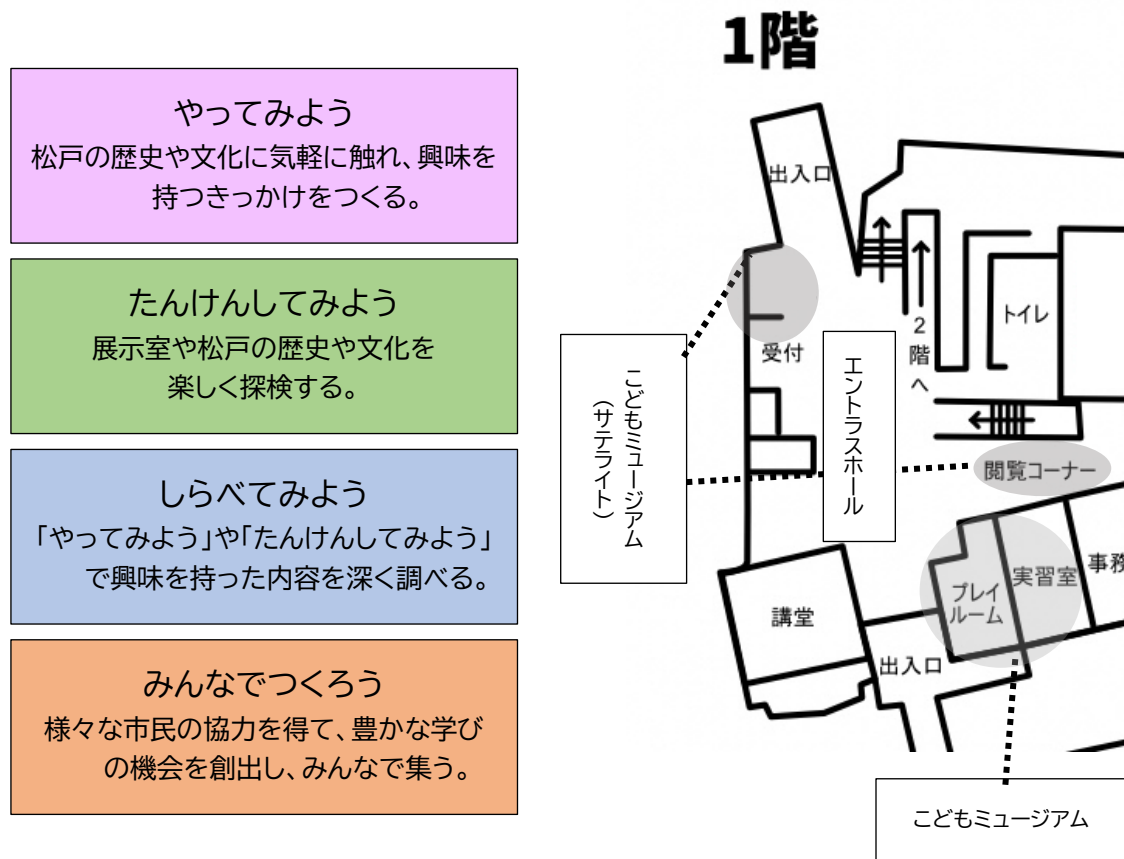 やってみよう
松戸の歴史や文化に気軽に触れ、興味を
持つきっかけをつくる。
たんけんしてみよう
展示室や松戸の歴史や文化を
楽しく探検する。
しらべてみよう
「やってみよう」や「たんけんしてみよう」
で興味を持った内容を深く調べる。
みんなでつくろう
様々な市民の協力を得て、豊かな学び
の機会を創出し、みんなで集う。
1階
出入口
トイレ
2階へ
受付
エントラスホール
こどもミュージアム
（サテライト）
閲覧コーナー
プレイ
ルーム
実習室
事務
講堂
出入口
こどもミュージアム